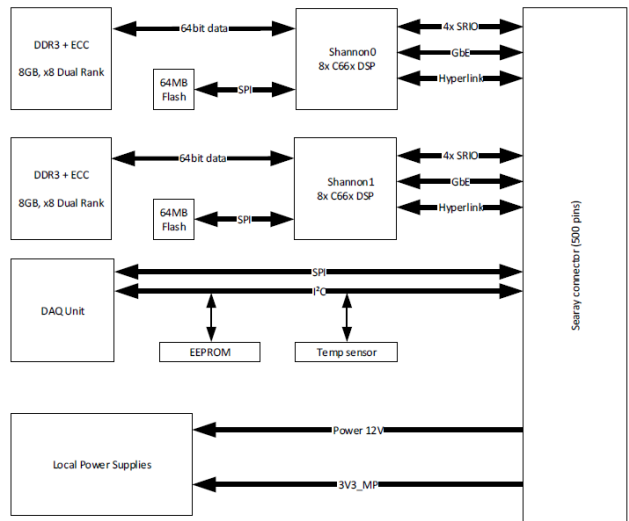 DDR3 + ECC
8GB, x8 Dual Rank
64bit data
64MB
Flash
SPI
Shannon0
8x C66x DSP
4x SRIO
GbE
Hyperlink
DDR3 + ECC
8GB, x8 Dual Rank
64bit data
64MB
Flash
SPI
Shannon1
8x C66x DSP
4x SRIO
GbE
Hyperlink
DAQ Unit
SPI
I²C
EEPROM
Temp sensor
Local Power Supplies
Power 12V
3V3_MP
Searay connector (500 pins)